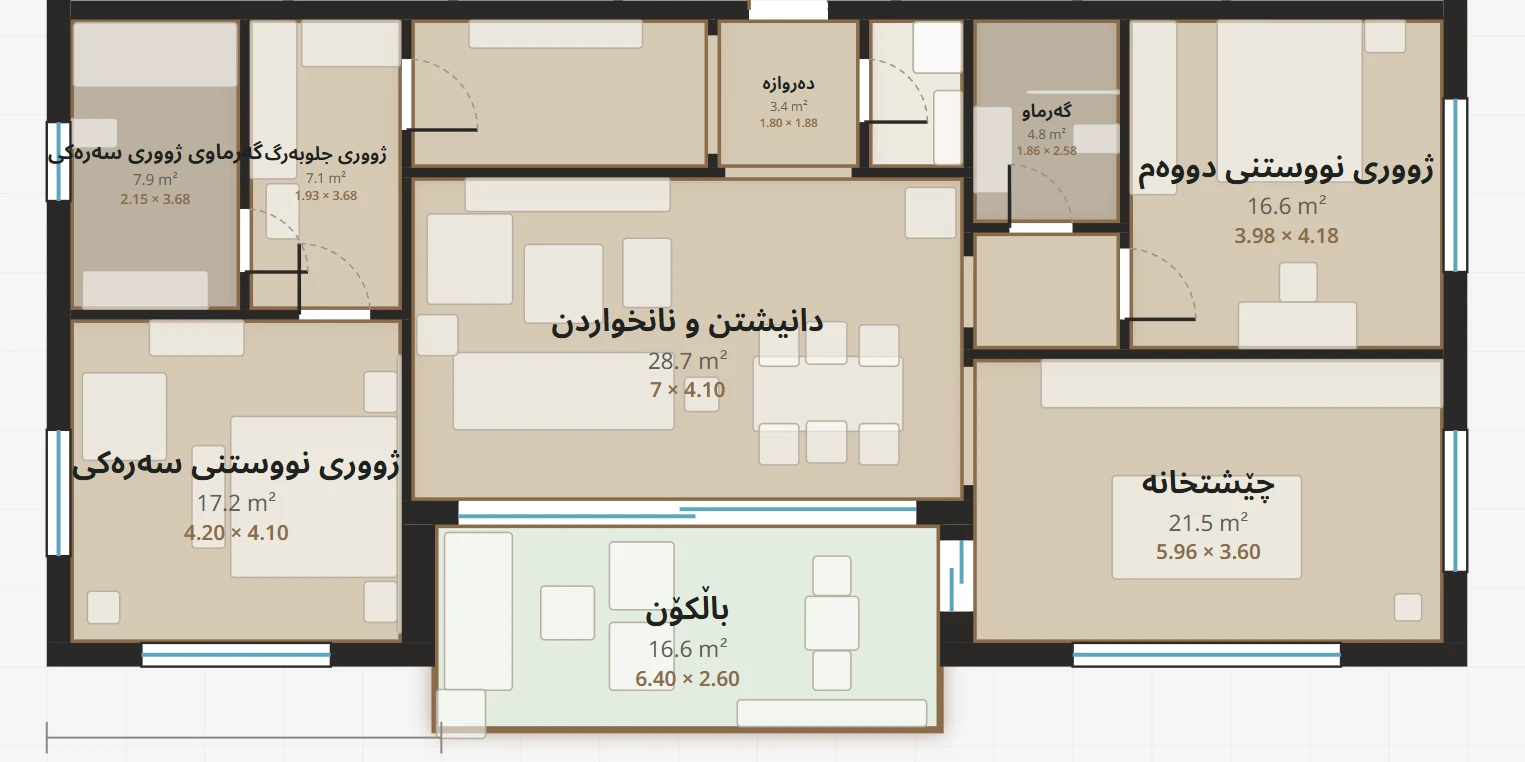 دەروازە
3.4 m²
1.80 × 1.88
گەرماو
4.8 m²
1.86 × 2.58
گەرماوی ژووری سەرەکی
7.9 m²
2.15 × 3.68
ژووری جلوبەرگ
7.1 m²
1.93 × 3.68
ژووری نووستنی دووەم
16.6 m²
3.98 × 4.18
دانیشتن و نانخواردن
28.7 m²
7 × 4.10
ژووری نووستنی سەرەکی
17.2 m²
4.20 × 4.10
چێشتخانە
21.5 m²
5.96 × 3.60
باڵکۆن
16.6 m²
6.40 × 2.60